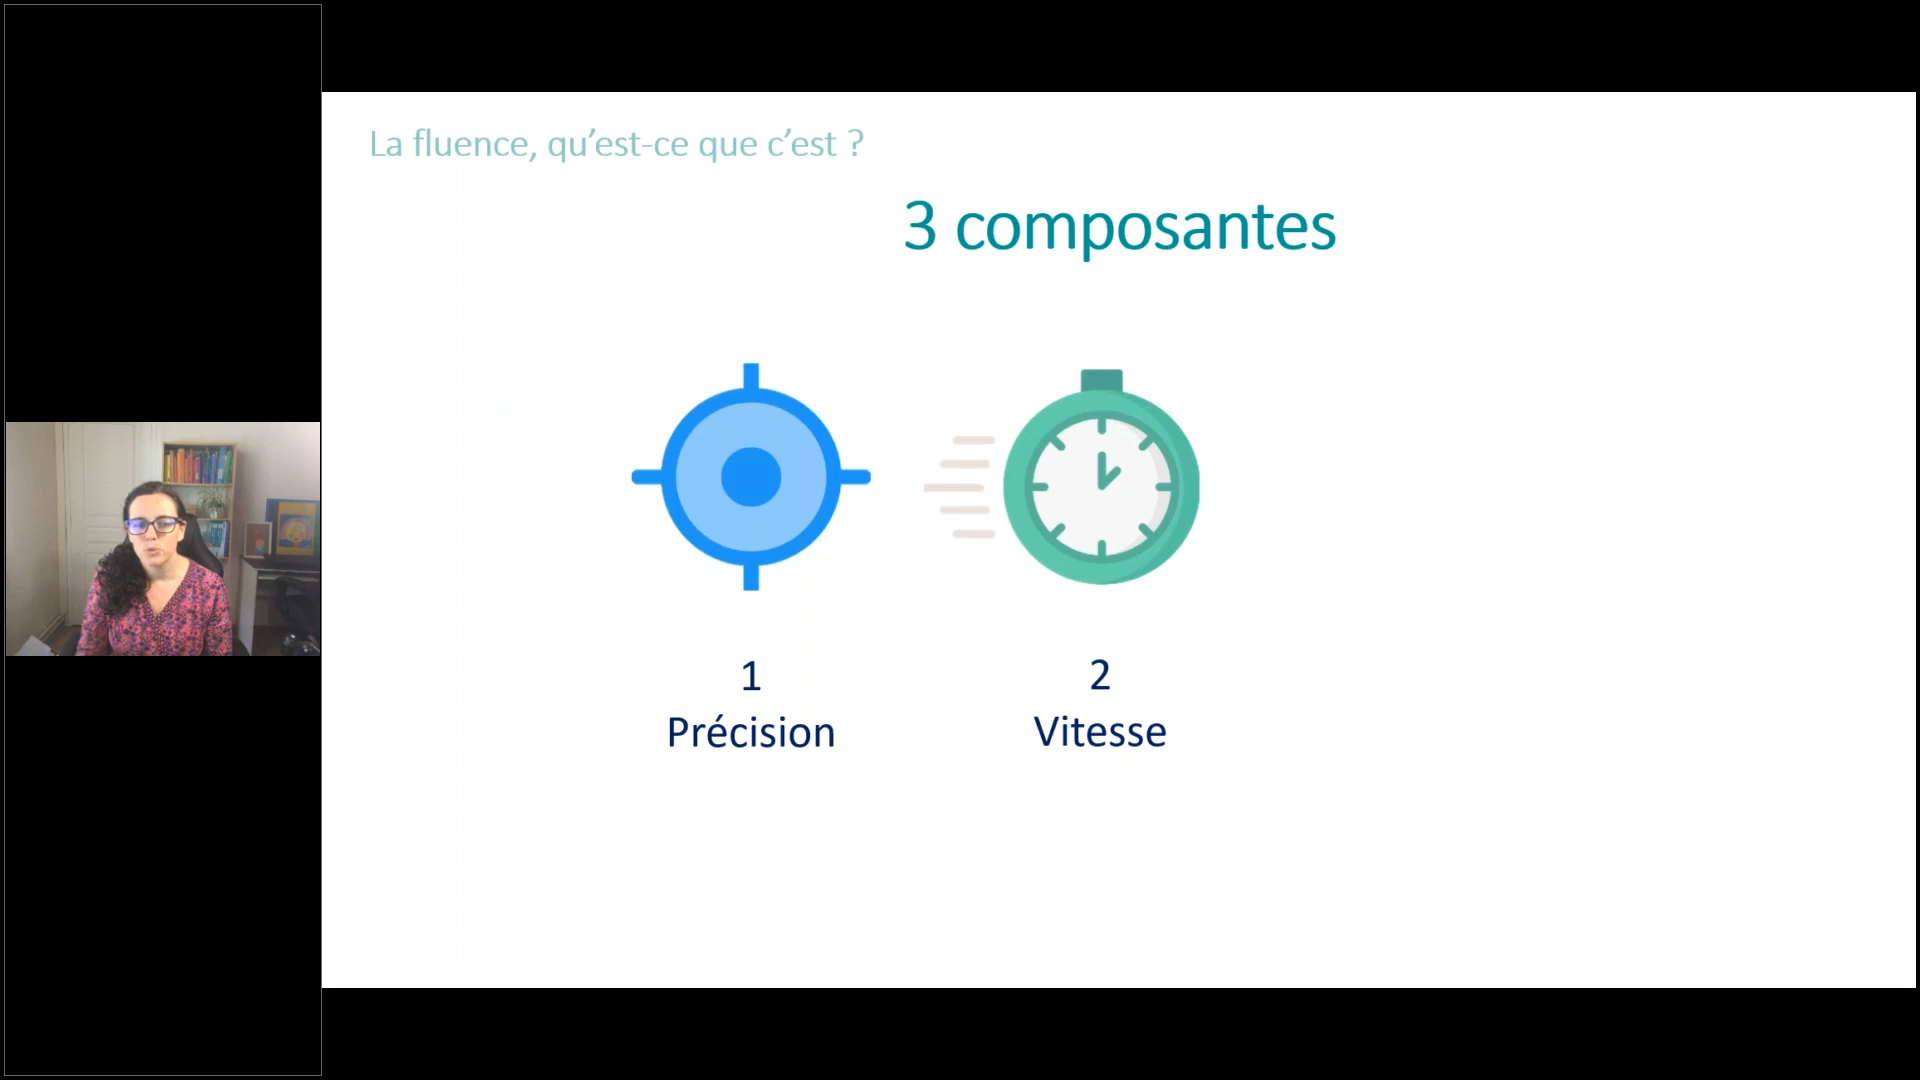 La fluence, qu’est-ce que c’est ?
3 composantes
1
Précision
2
Vitesse